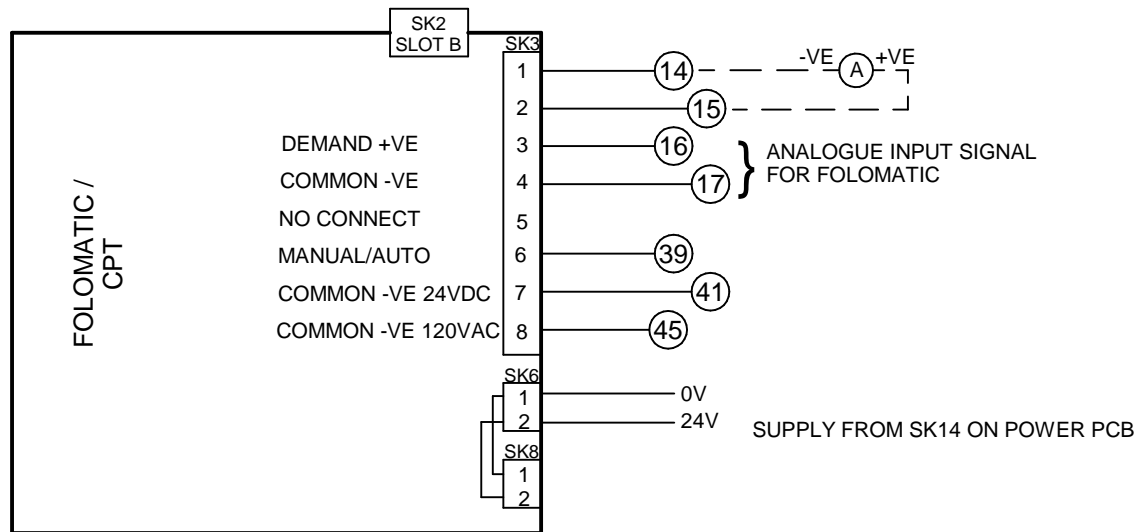 SK2
SLOT B
SK3
1 14 -VE A +VE
2 15
DEMAND +VE 3 16
COMMON -VE 4 17
ANALOGUE INPUT SIGNAL
FOR FOLOMATIC
NO CONNECT 5
MANUAL/AUTO 6 39
COMMON -VE 24VDC 7 41
COMMON -VE 120VAC 8 45
FOLOMATIC /
CPT
SK6
1 0V
2 24V
SUPPLY FROM SK14 ON POWER PCB
SK8
1
2